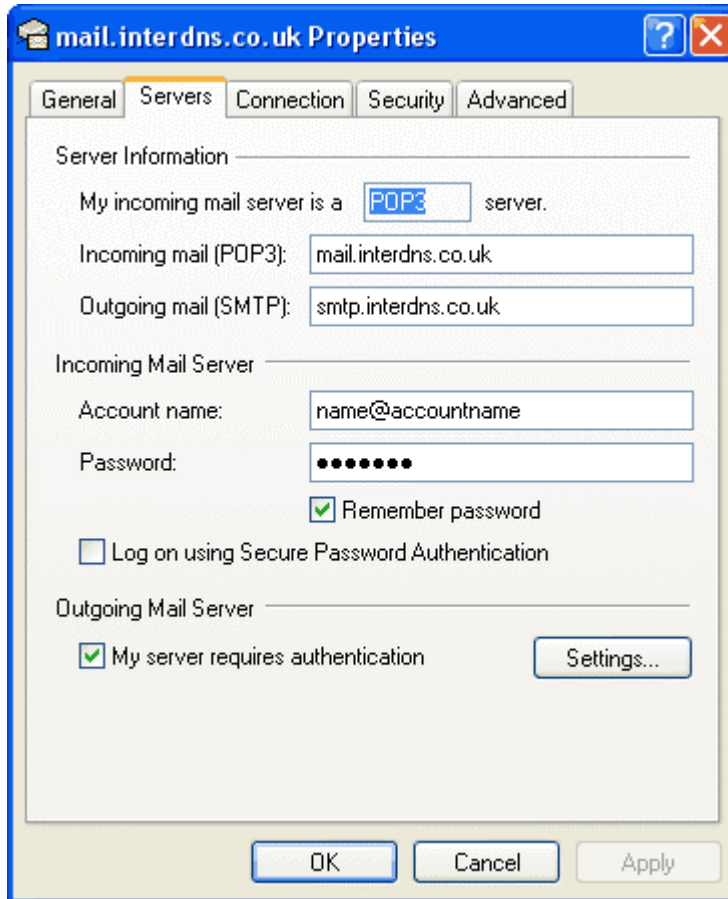 mail.interdns.co.uk Properties ? X
General Servers Connection Security Advanced
Server Information
My incoming mail server is a POP3 server.
Incoming mail (POP3): mail.interdns.co.uk
Outgoing mail (SMTP): smtp.interdns.co.uk
Incoming Mail Server
Account name: name@accountname
Password: •••••••
Remember password
Log on using Secure Password Authentication
Outgoing Mail Server
My server requires authentication Settings...
OK Cancel Apply